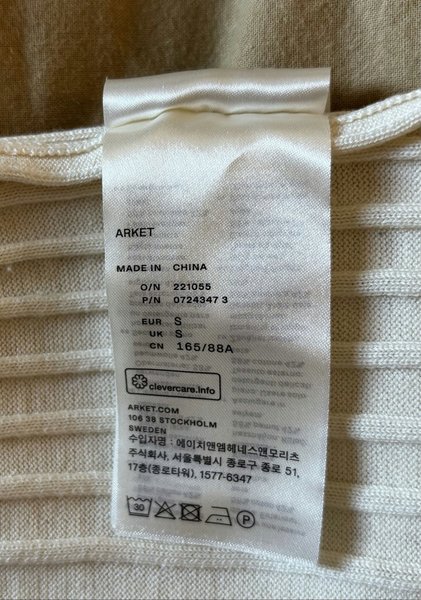 ARKET
MADE IN CHINA
O/N 221055
P/N 0724347 3
EUR S
UK S
CN 165/88A
clevercare.info
ARKET.COM
106 38 STOCKHOLM
SWEDEN
수입자명 : 에이치앤엠헤네스앤모리츠
주식회사, 서울특별시 종로구 종로 51,
17층(종로타워), 1577-6347
30 P